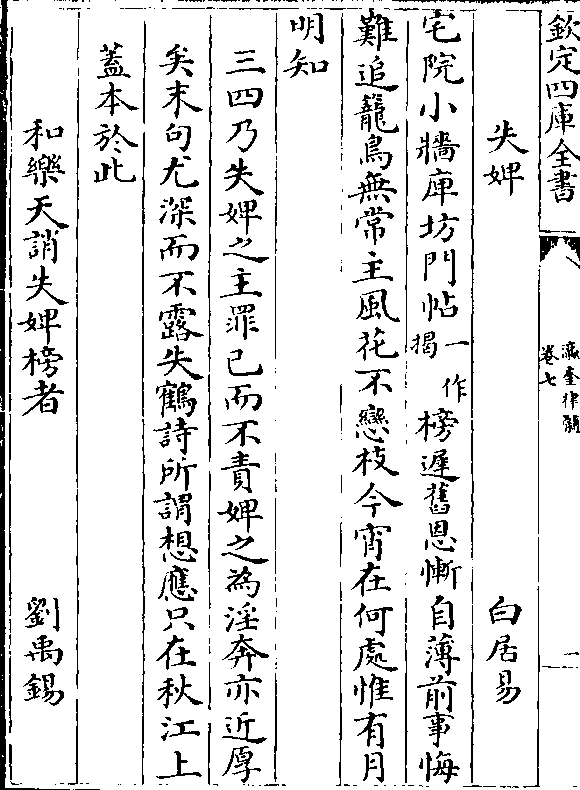 欽定四庫全書
瀛奎律髓
卷七
一
失婢 白居易
宅院小牆庳坊門帖一作揭榜遲舊恩慚自薄前事悔
難追籠鳥無常主風花不戀枝今宵在何處惟有月
明知
三四乃失婢之主罪已而不責婢之為淫奔亦近厚
矣末句尤深而不露失鶴詩所謂想應只在秋江上
蓋本於此
和樂天誚失婢榜者 劉禹錫